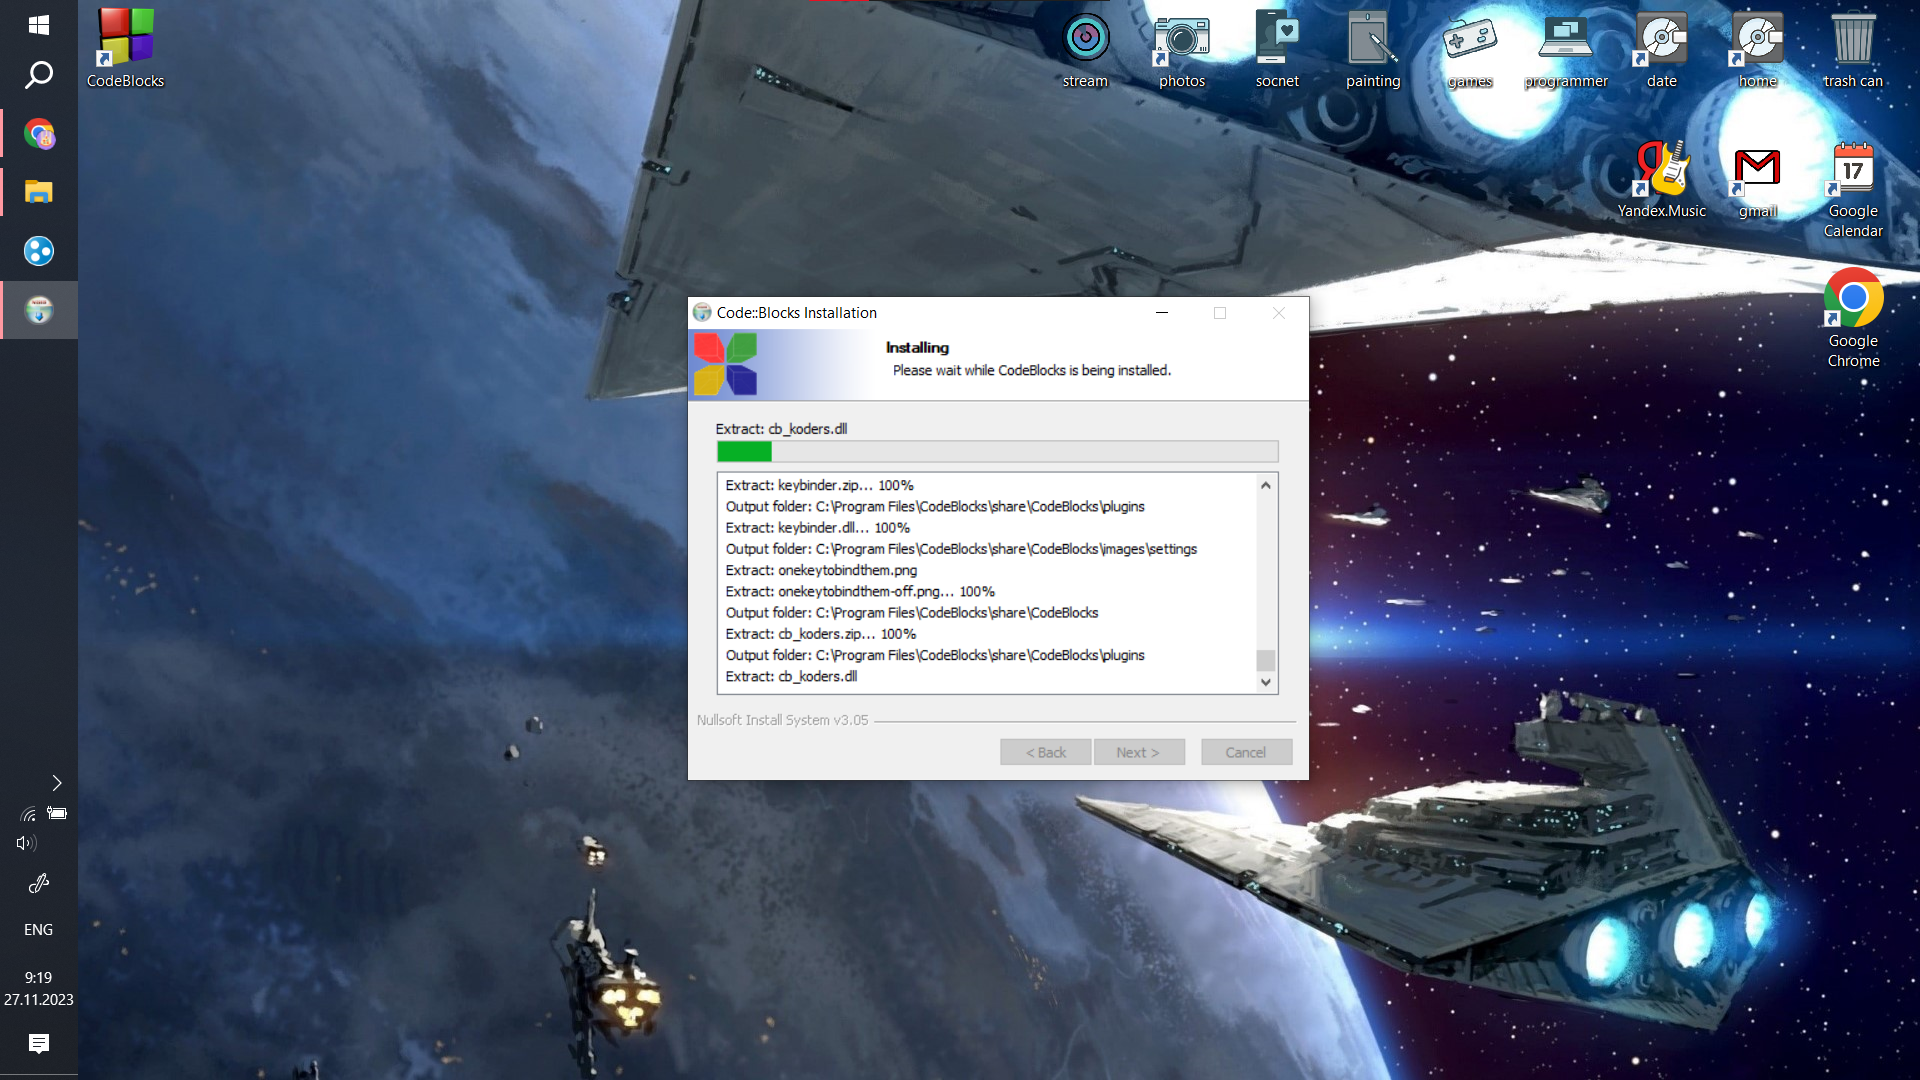 CodeBlocks
stream
photos
socnet
painting
games
programmer
date
home
trash can
Yandex.Music
gmail
17
Google
Calendar
Google
Chrome
Code::Blocks Installation
Installing
Please wait while CodeBlocks is being installed.
Extract: cb_koders.dll
Extract: keybinder.zip... 100%
Output folder: C:\Program Files\CodeBlocks\share\CodeBlocks\plugins
Extract: keybinder.dll... 100%
Output folder: C:\Program Files\CodeBlocks\share\CodeBlocks\images\settings
Extract: onekeytobindthem.png
Extract: onekeytobindthem-off.png... 100%
Output folder: C:\Program Files\CodeBlocks\share\CodeBlocks
Extract: cb_koders.zip... 100%
Output folder: C:\Program Files\CodeBlocks\share\CodeBlocks\plugins
Extract: cb_koders.dll
Nullsoft Install System v3.05
< Back
Next >
Cancel
ENG
9:19
27.11.2023